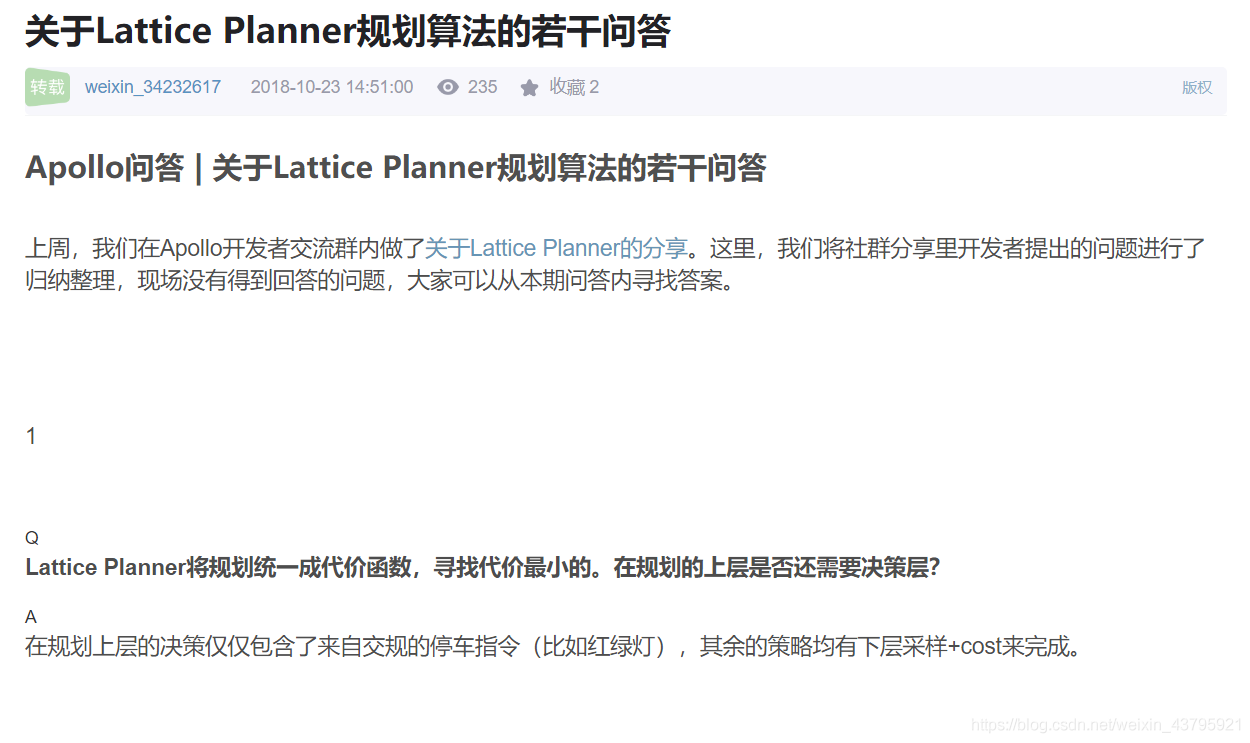 关于Lattice Planner规划算法的若干问答
转载 weixin_34232617 2018-10-23 14:51:00 235 收藏 2 版权
Apollo问答 | 关于Lattice Planner规划算法的若干问答
上周，我们在Apollo开发者交流群内做了关于Lattice Planner的分享。这里，我们将社群分享里开发者提出的问题进行了
归纳整理，现场没有得到回答的问题，大家可以从本期问答内寻找答案。
1
Q
Lattice Planner将规划统一成代价函数，寻找代价最小的。在规划的上层是否还需要决策层？
A
在规划上层的决策仅仅包含了来自交规的停车指令（比如红绿灯），其余的策略均有下层采样+cost来完成。
https://blog.csdn.net/weixin_43795921